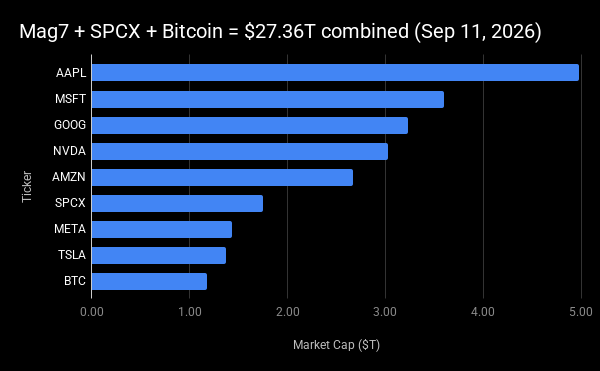 Mag7 + SPCX + Bitcoin = $27.36T combined (Sep 11, 2026)
AAPL
MSFT
GOOG
NVDA
AMZN
SPCX
META
TSLA
BTC
Ticker
0.00 1.00 2.00 3.00 4.00 5.00
Market Cap ($T)